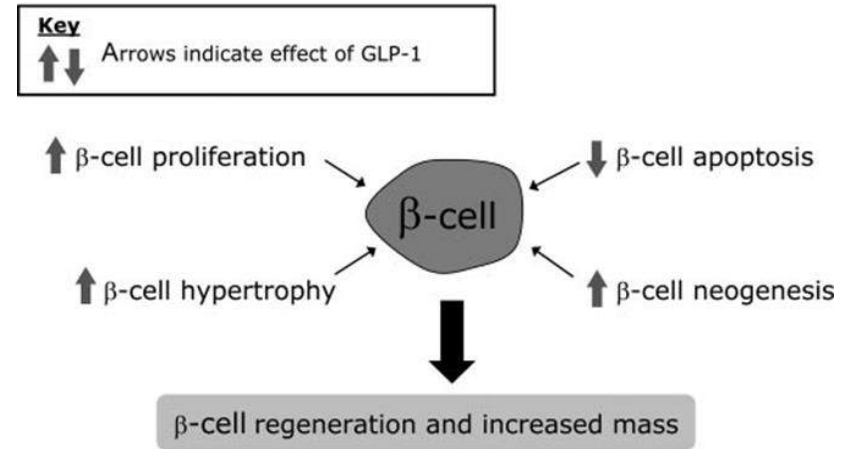 Key
Arrows indicate effect of GLP-1
β-cell proliferation
β-cell apoptosis
β-cell
β-cell hypertrophy
β-cell neogenesis
β-cell regeneration and increased mass